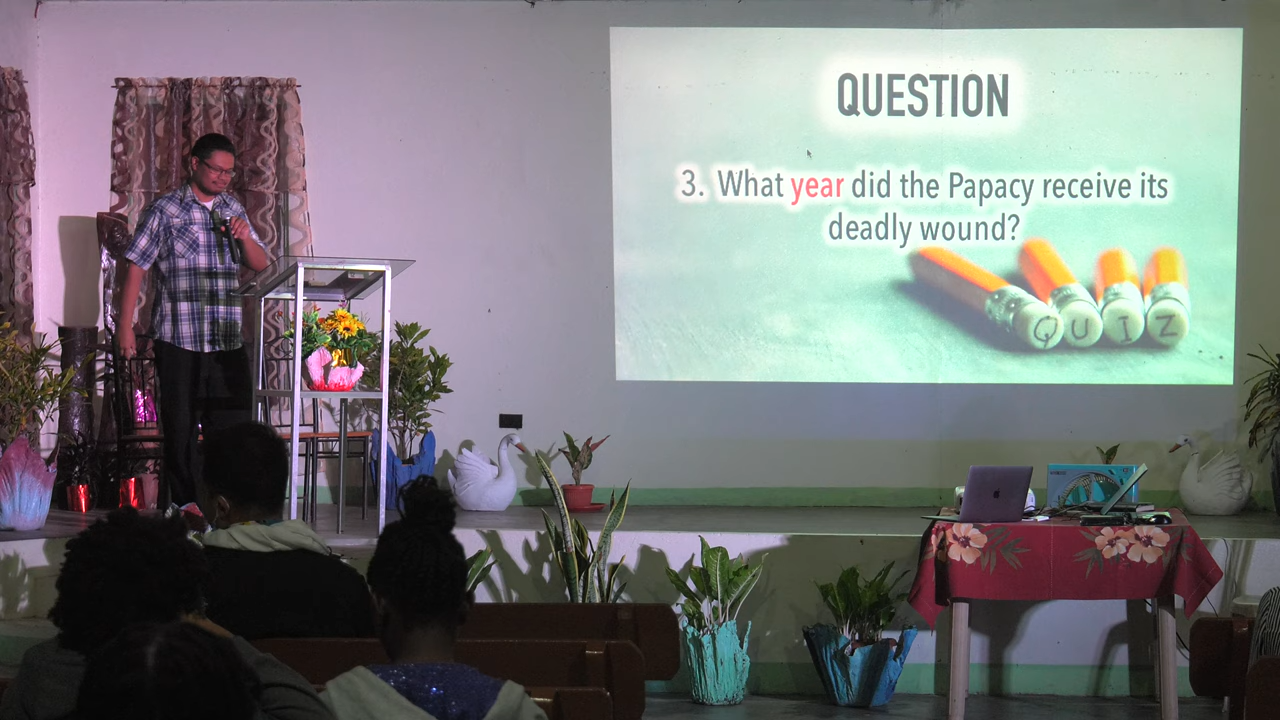 QUESTION
3. What year did the Papacy receive its
deadly wound?
QUIZ